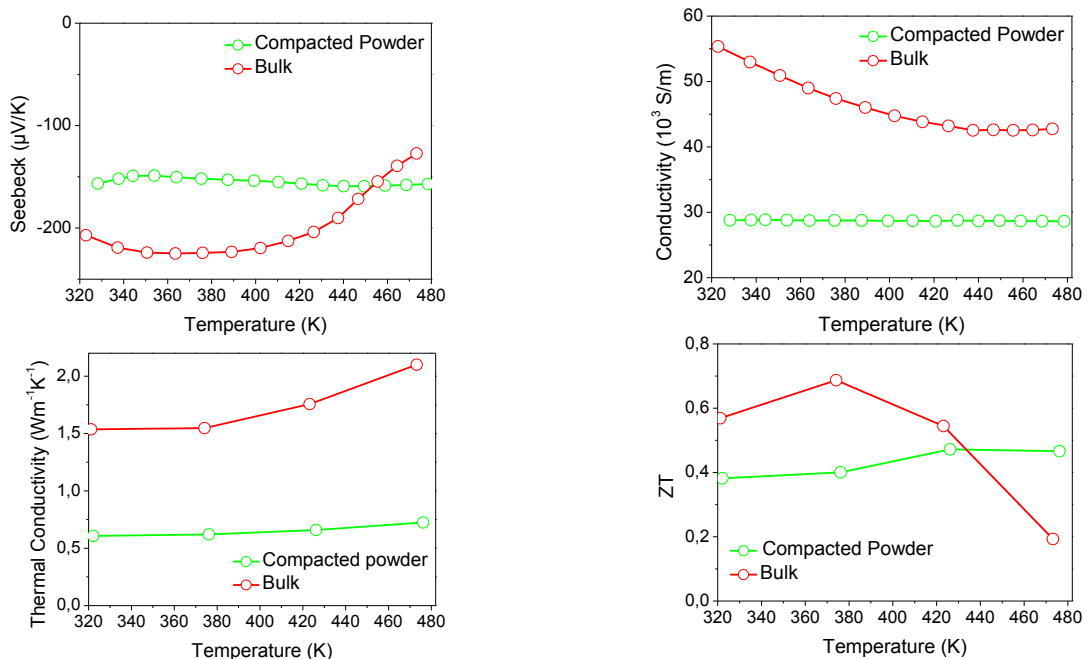 0
-100
-200
Seebeck (µV/K)
Compacted Powder
Bulk
320 340 360 380 400 420 440 460 480
Temperature (K)
60
50
40
30
20
Conductivity (10³ S/m)
Compacted Powder
Bulk
320 340 360 380 400 420 440 460 480
Temperature (K)
2,0
1,5
1,0
0,5
0,0
Thermal Conductivity (Wm⁻¹K⁻¹)
Compacted powder
Bulk
320 340 360 380 400 420 440 460 480
Temperature (K)
0,8
0,6
0,4
0,2
0,0
ZT
Compacted Powder
Bulk
320 340 360 380 400 420 440 460 480
Temperature (K)